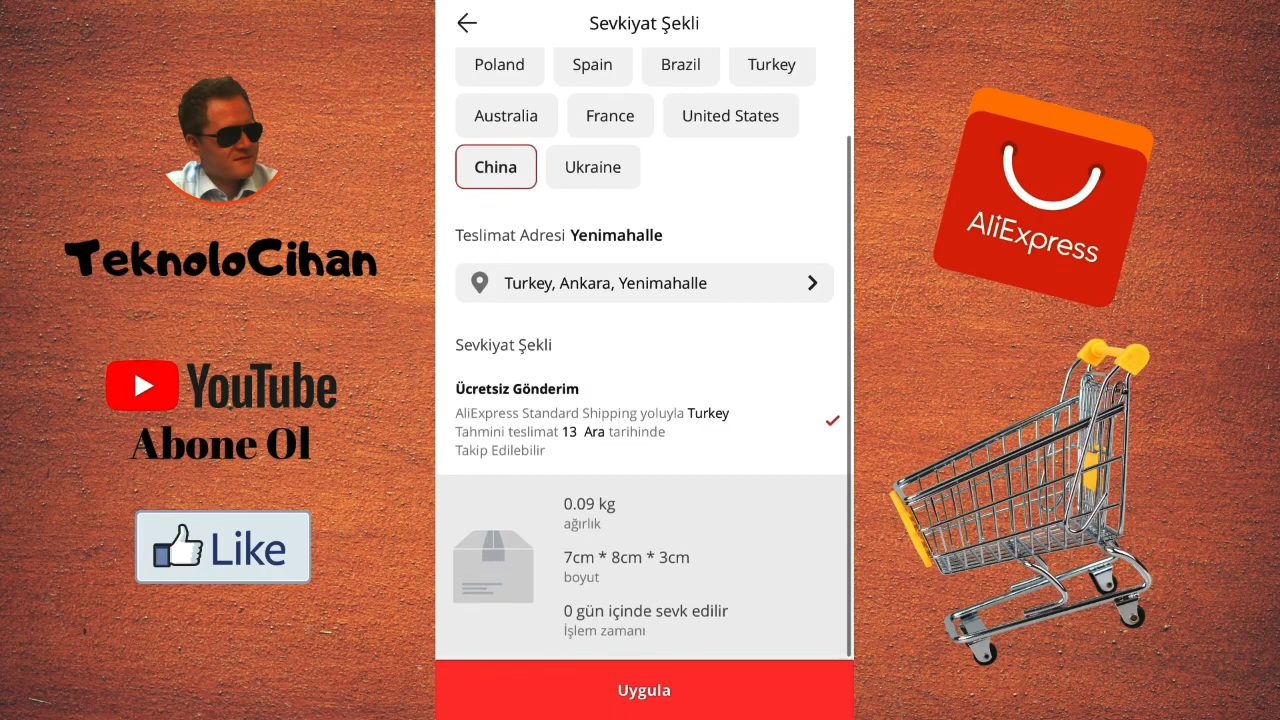 Sevkiyat Şekli
Poland
Spain
Brazil
Turkey
Australia
France
United States
China
Ukraine
Teslimat Adresi Yenimahalle
Turkey, Ankara, Yenimahalle
Sevkiyat Şekli
Ücretsiz Gönderim
AliExpress Standard Shipping yoluyla Turkey
Tahmini teslimat 13 Ara tarihinde
Takip Edilebilir
0.09 kg
ağırlık
7cm * 8cm * 3cm
boyut
0 gün içinde sevk edilir
İşlem zamanı
Uygula
TeknoloCihan
YouTube
Abone Ol
Like
AliExpress